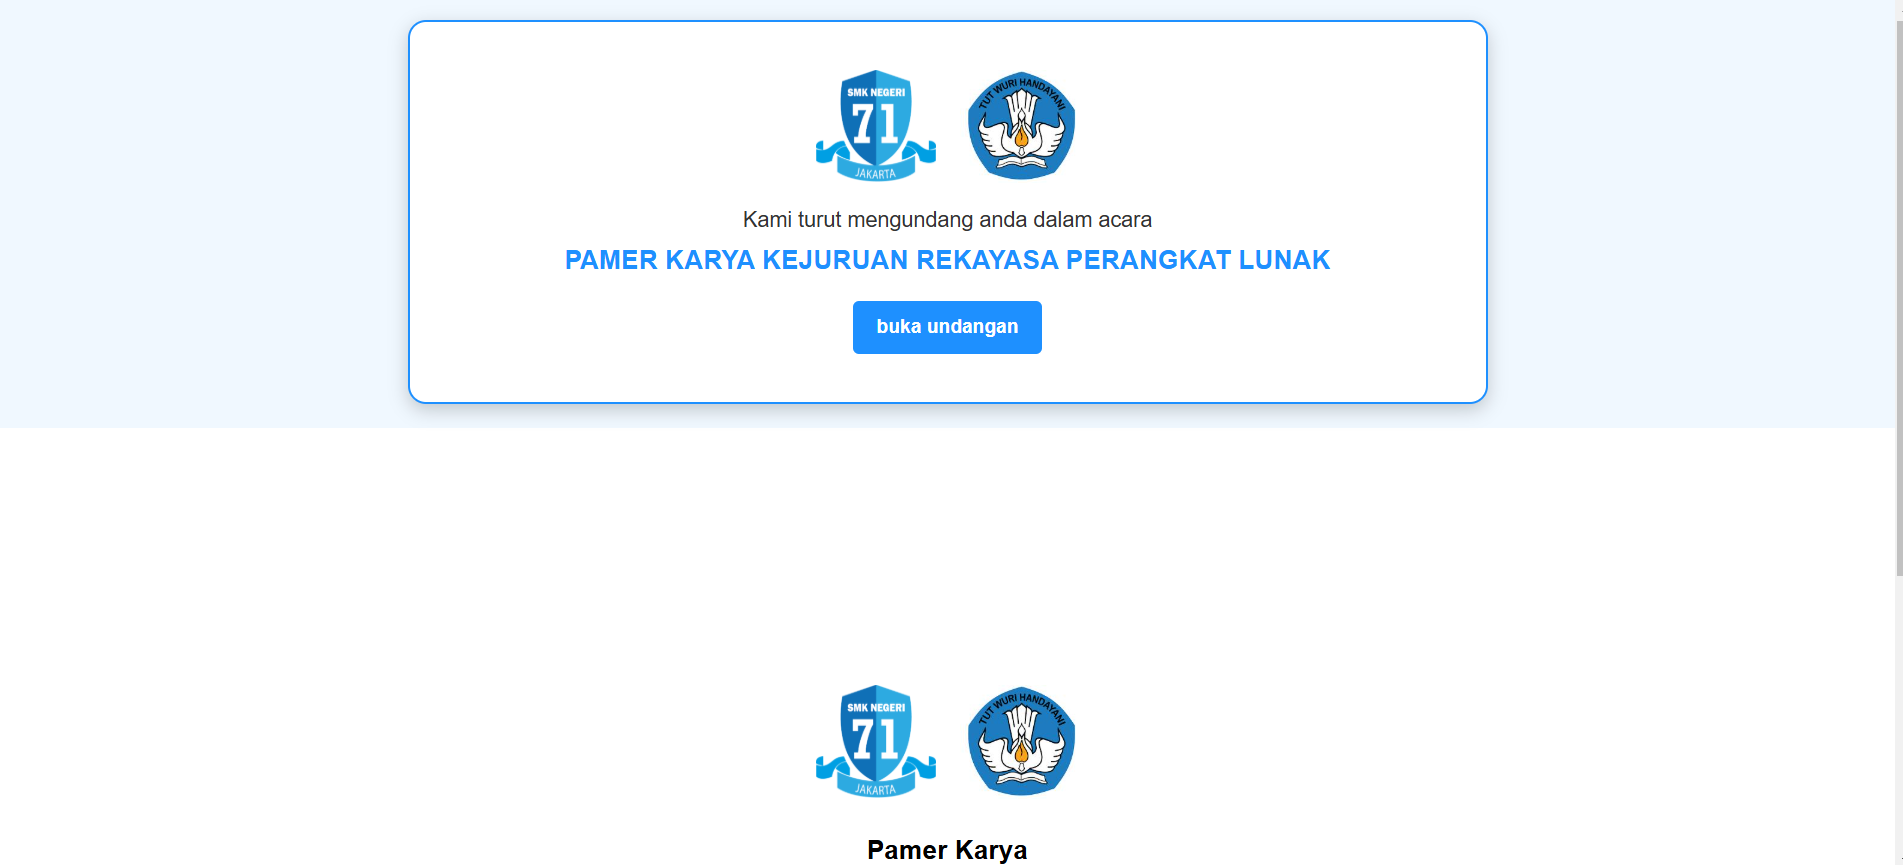 SMK NEGERI
71
JAKARTA
TUT WURI HANDAYANI
Kami turut mengundang anda dalam acara
PAMER KARYA KEJURUAN REKAYASA PERANGKAT LUNAK
buka undangan
SMK NEGERI
71
JAKARTA
TUT WURI HANDAYANI
Pamer Karya